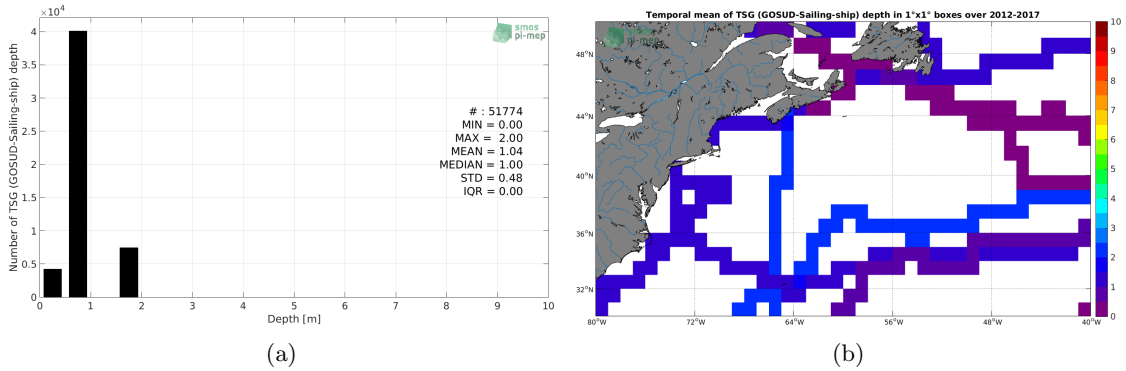 ×10⁴
4
3.5
3
2.5
2
1.5
1
0.5
0
Number of TSG (GOSUD-Sailing-ship) depth
smos
pi-mep
# : 51774
MIN = 0.00
MAX = 2.00
MEAN = 1.04
MEDIAN = 1.00
STD = 0.48
IQR = 0.00
0 1 2 3 4 5 6 7 8 9 10
Depth [m]
(a)
Temporal mean of TSG (GOSUD-Sailing-ship) depth in 1°x1° boxes over 2012-2017
smos
pi-mep
48°N
44°N
40°N
36°N
32°N
80°W 72°W 64°W 56°W 48°W 40°W
10
9
8
7
6
5
4
3
2
1
0
(b)